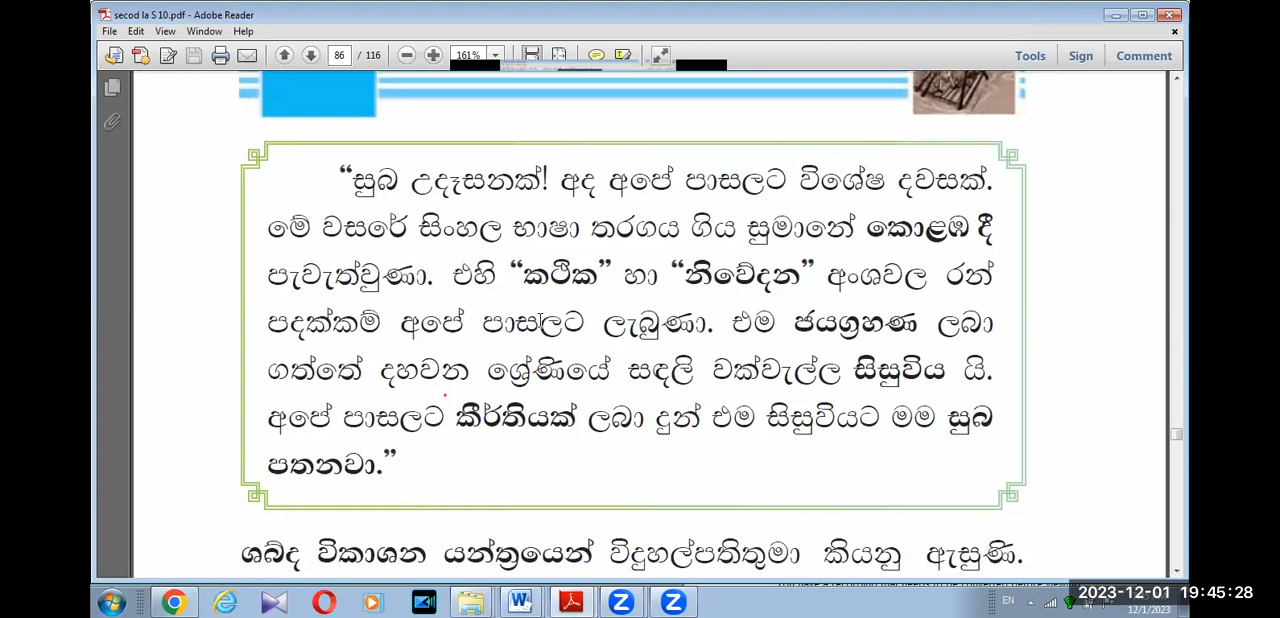 secod la S 10.pdf - Adobe Reader
File Edit View Window Help
86 / 116 161% Tools Sign Comment
“සුබ උදෑසනක්! අද අපේ පාසලට විශේෂ දවසක්.
මේ වසරේ සිංහල භාෂා තරගය ගිය සුමානේ කොළඹ දී
පැවැත්වුණා. එහි “කථික” හා “නිවේදන” අංශවල රන්
පදක්කම් අපේ පාසලට ලැබුණා. එම ජයග්‍රහණ ලබා
ගත්තේ දහවන ශ්‍රේණියේ සඳලි වක්වැල්ල සිසුවිය යි.
අපේ පාසලට කීර්තියක් ලබා දුන් එම සිසුවියට මම සුබ
පතනවා.”
ශබ්ද විකාශන යන්ත්‍රයෙන් විදුහල්පතිතුමා කියනු ඇසුණි.
EN
2023-12-01 19:45:28
12/1/2023